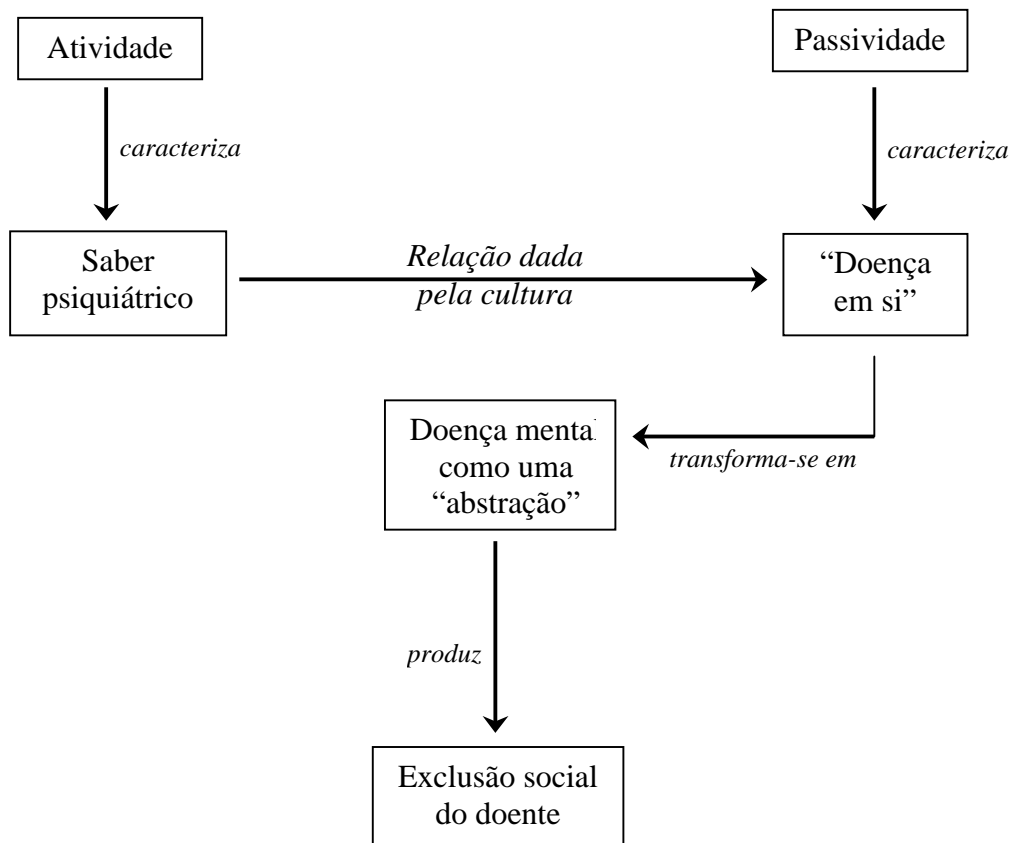 Atividade
Passividade
caracteriza
caracteriza
Saber
psiquiátrico
Relação dada
pela cultura
“Doença
em si”
Doença menta
como uma
“abstração”
transforma-se em
produz
Exclusão social
do doente